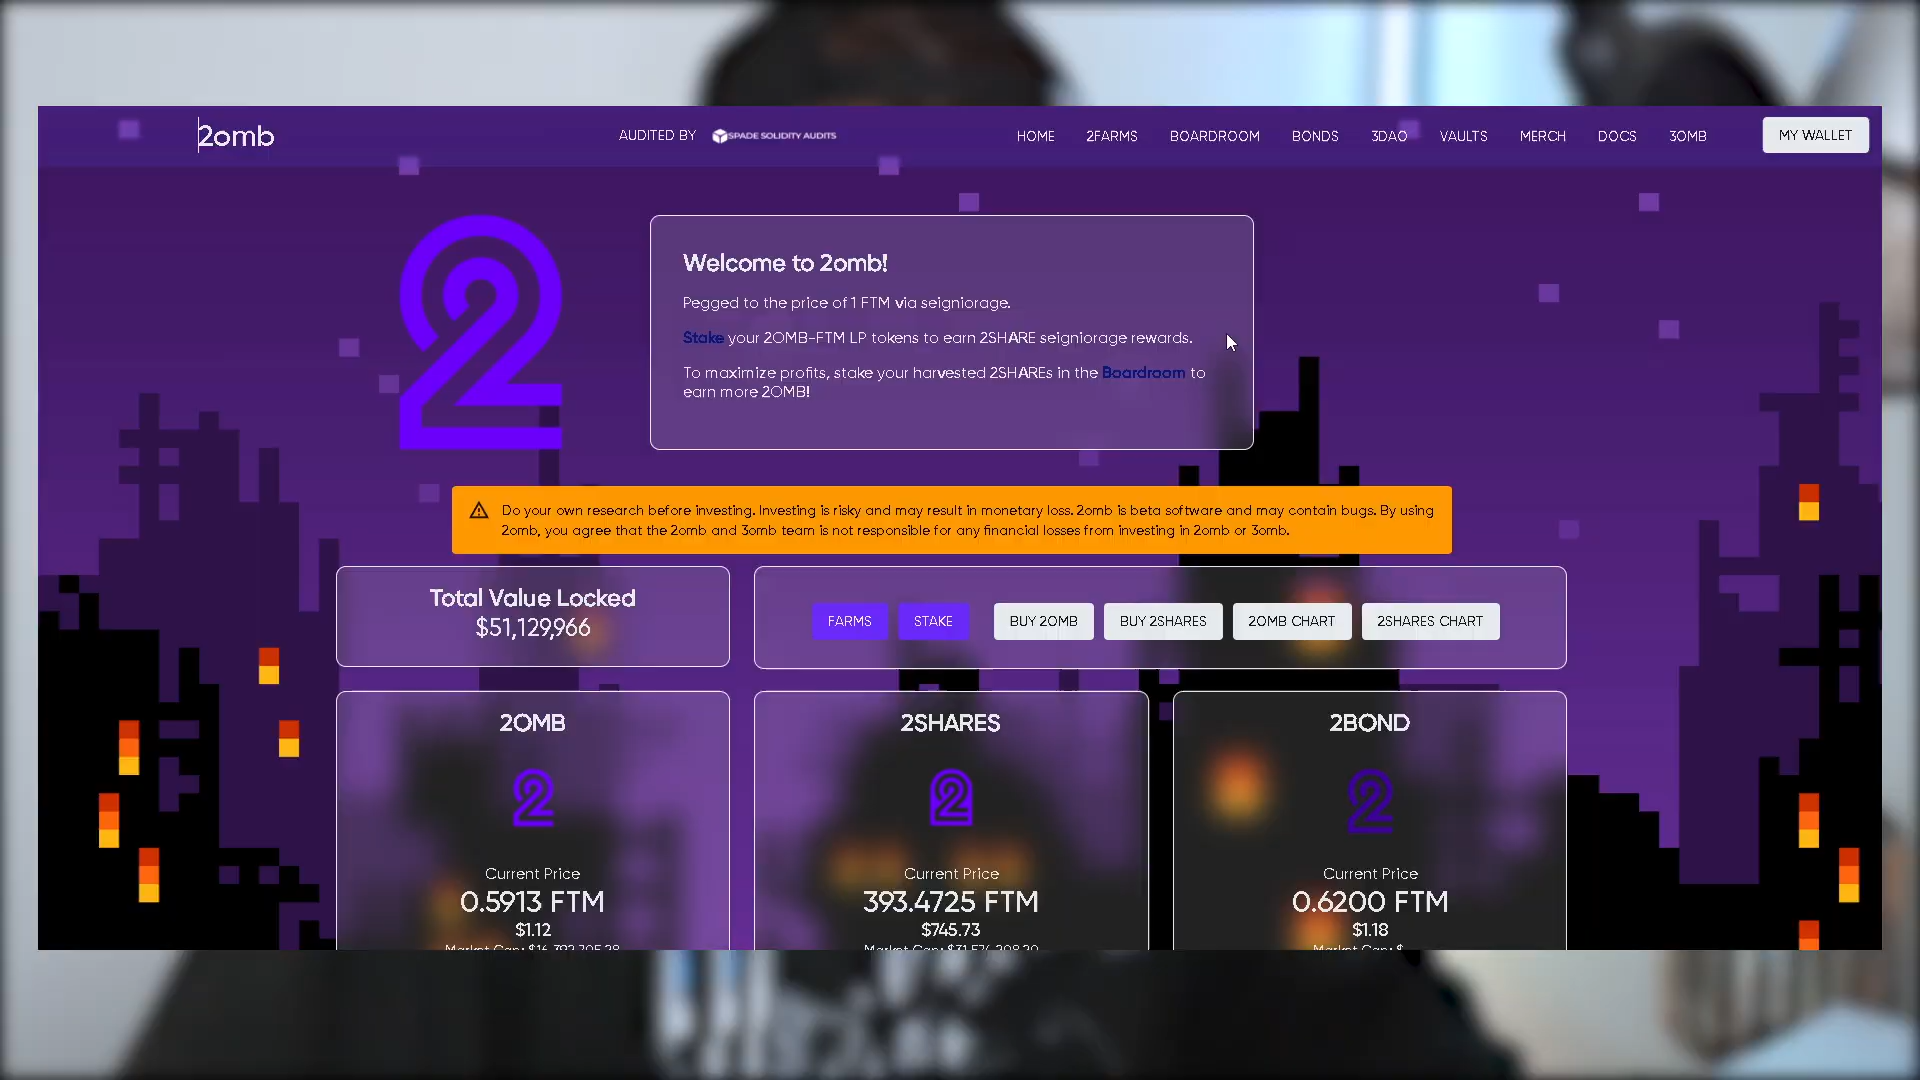 2omb
AUDITED BY SPADE SOLIDITY AUDITS
HOME 2FARMS BOARDROOM BONDS 3DAO VAULTS MERCH DOCS 3OMB MY WALLET
Welcome to 2omb!
Pegged to the price of 1 FTM via seigniorage.
Stake your 2OMB-FTM LP tokens to earn 2SHARE seigniorage rewards.
To maximize profits, stake your harvested 2SHAREs in the Boardroom to
earn more 2OMB!
Do your own research before investing. Investing is risky and may result in monetary loss. 2omb is beta software and may contain bugs. By using
2omb, you agree that the 2omb and 3omb team is not responsible for any financial losses from investing in 2omb or 3omb.
Total Value Locked
$51,129,966
FARMS STAKE BUY 2OMB BUY 2SHARES 2OMB CHART 2SHARES CHART
2OMB
Current Price
0.5913 FTM
$1.12
2SHARES
Current Price
393.4725 FTM
$745.73
2BOND
Current Price
0.6200 FTM
$1.18